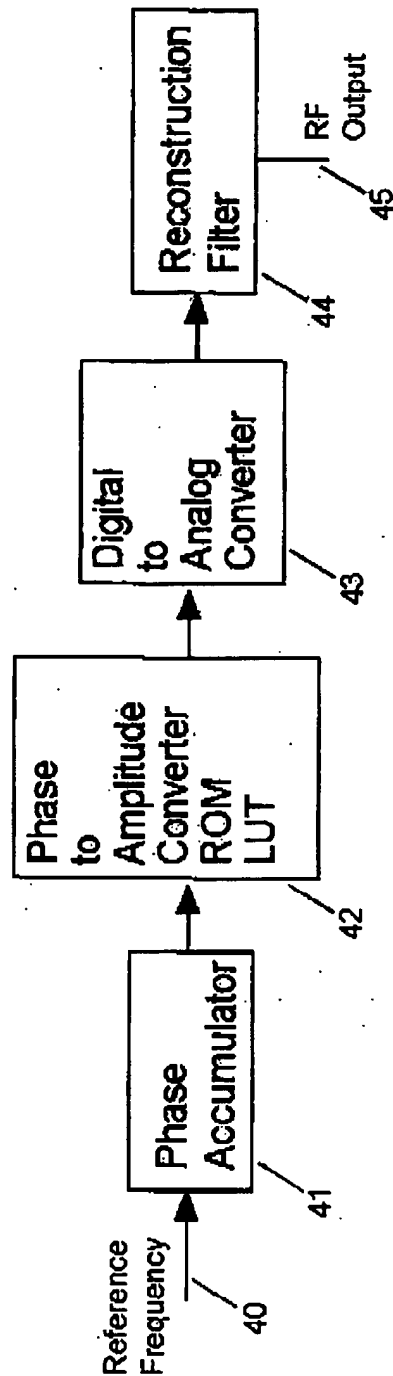 Reference
Frequency
40
Phase
Accumulator
41
Phase
to
Amplitude
Converter
ROM
LUT
42
Digital
to
Analog
Converter
43
Reconstruction
Filter
44
RF
Output
45